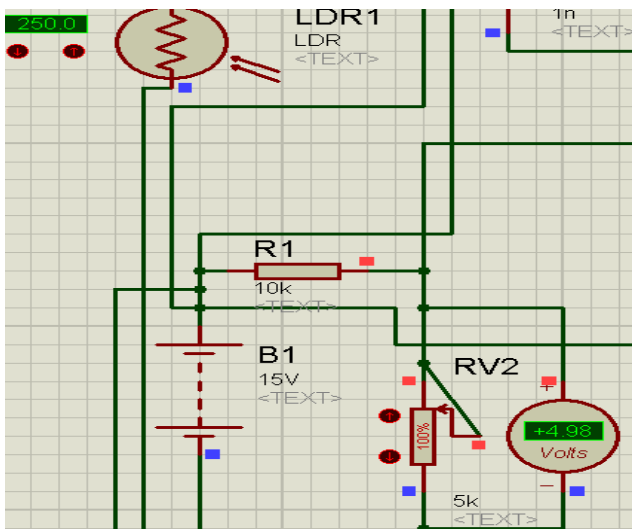 250.0
LDR1
LDR
<TEXT>
1n
<TEXT>
R1
10k
<TEXT>
B1
15V
<TEXT>
RV2
100%
+
+4.98
Volts
−
5k
<TEXT>